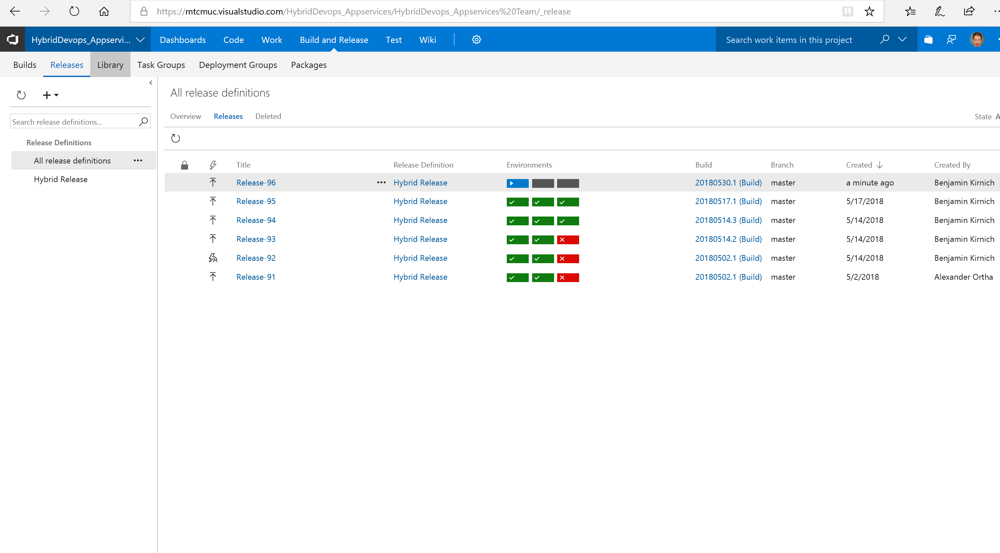 https://mtcmuc.visualstudio.com/HybridDevops_Appservices/HybridDevops_Appservices%20Team/_release
HybridDevops_Appservi... Dashboards Code Work Build and Release Test Wiki Search work items in this project
Builds Releases Library Task Groups Deployment Groups Packages
All release definitions
Overview Releases Deleted State A
Search release definitions...
Release Definitions
All release definitions
Hybrid Release
Title Release Definition Environments Build Branch Created Created By
Release-96 Hybrid Release 20180530.1 (Build) master a minute ago Benjamin Kirnich
Release-95 Hybrid Release 20180517.1 (Build) master 5/17/2018 Benjamin Kirnich
Release-94 Hybrid Release 20180514.3 (Build) master 5/14/2018 Benjamin Kirnich
Release-93 Hybrid Release 20180514.2 (Build) master 5/14/2018 Benjamin Kirnich
Release-92 Hybrid Release 20180502.1 (Build) master 5/14/2018 Benjamin Kirnich
Release-91 Hybrid Release 20180502.1 (Build) master 5/2/2018 Alexander Ortha